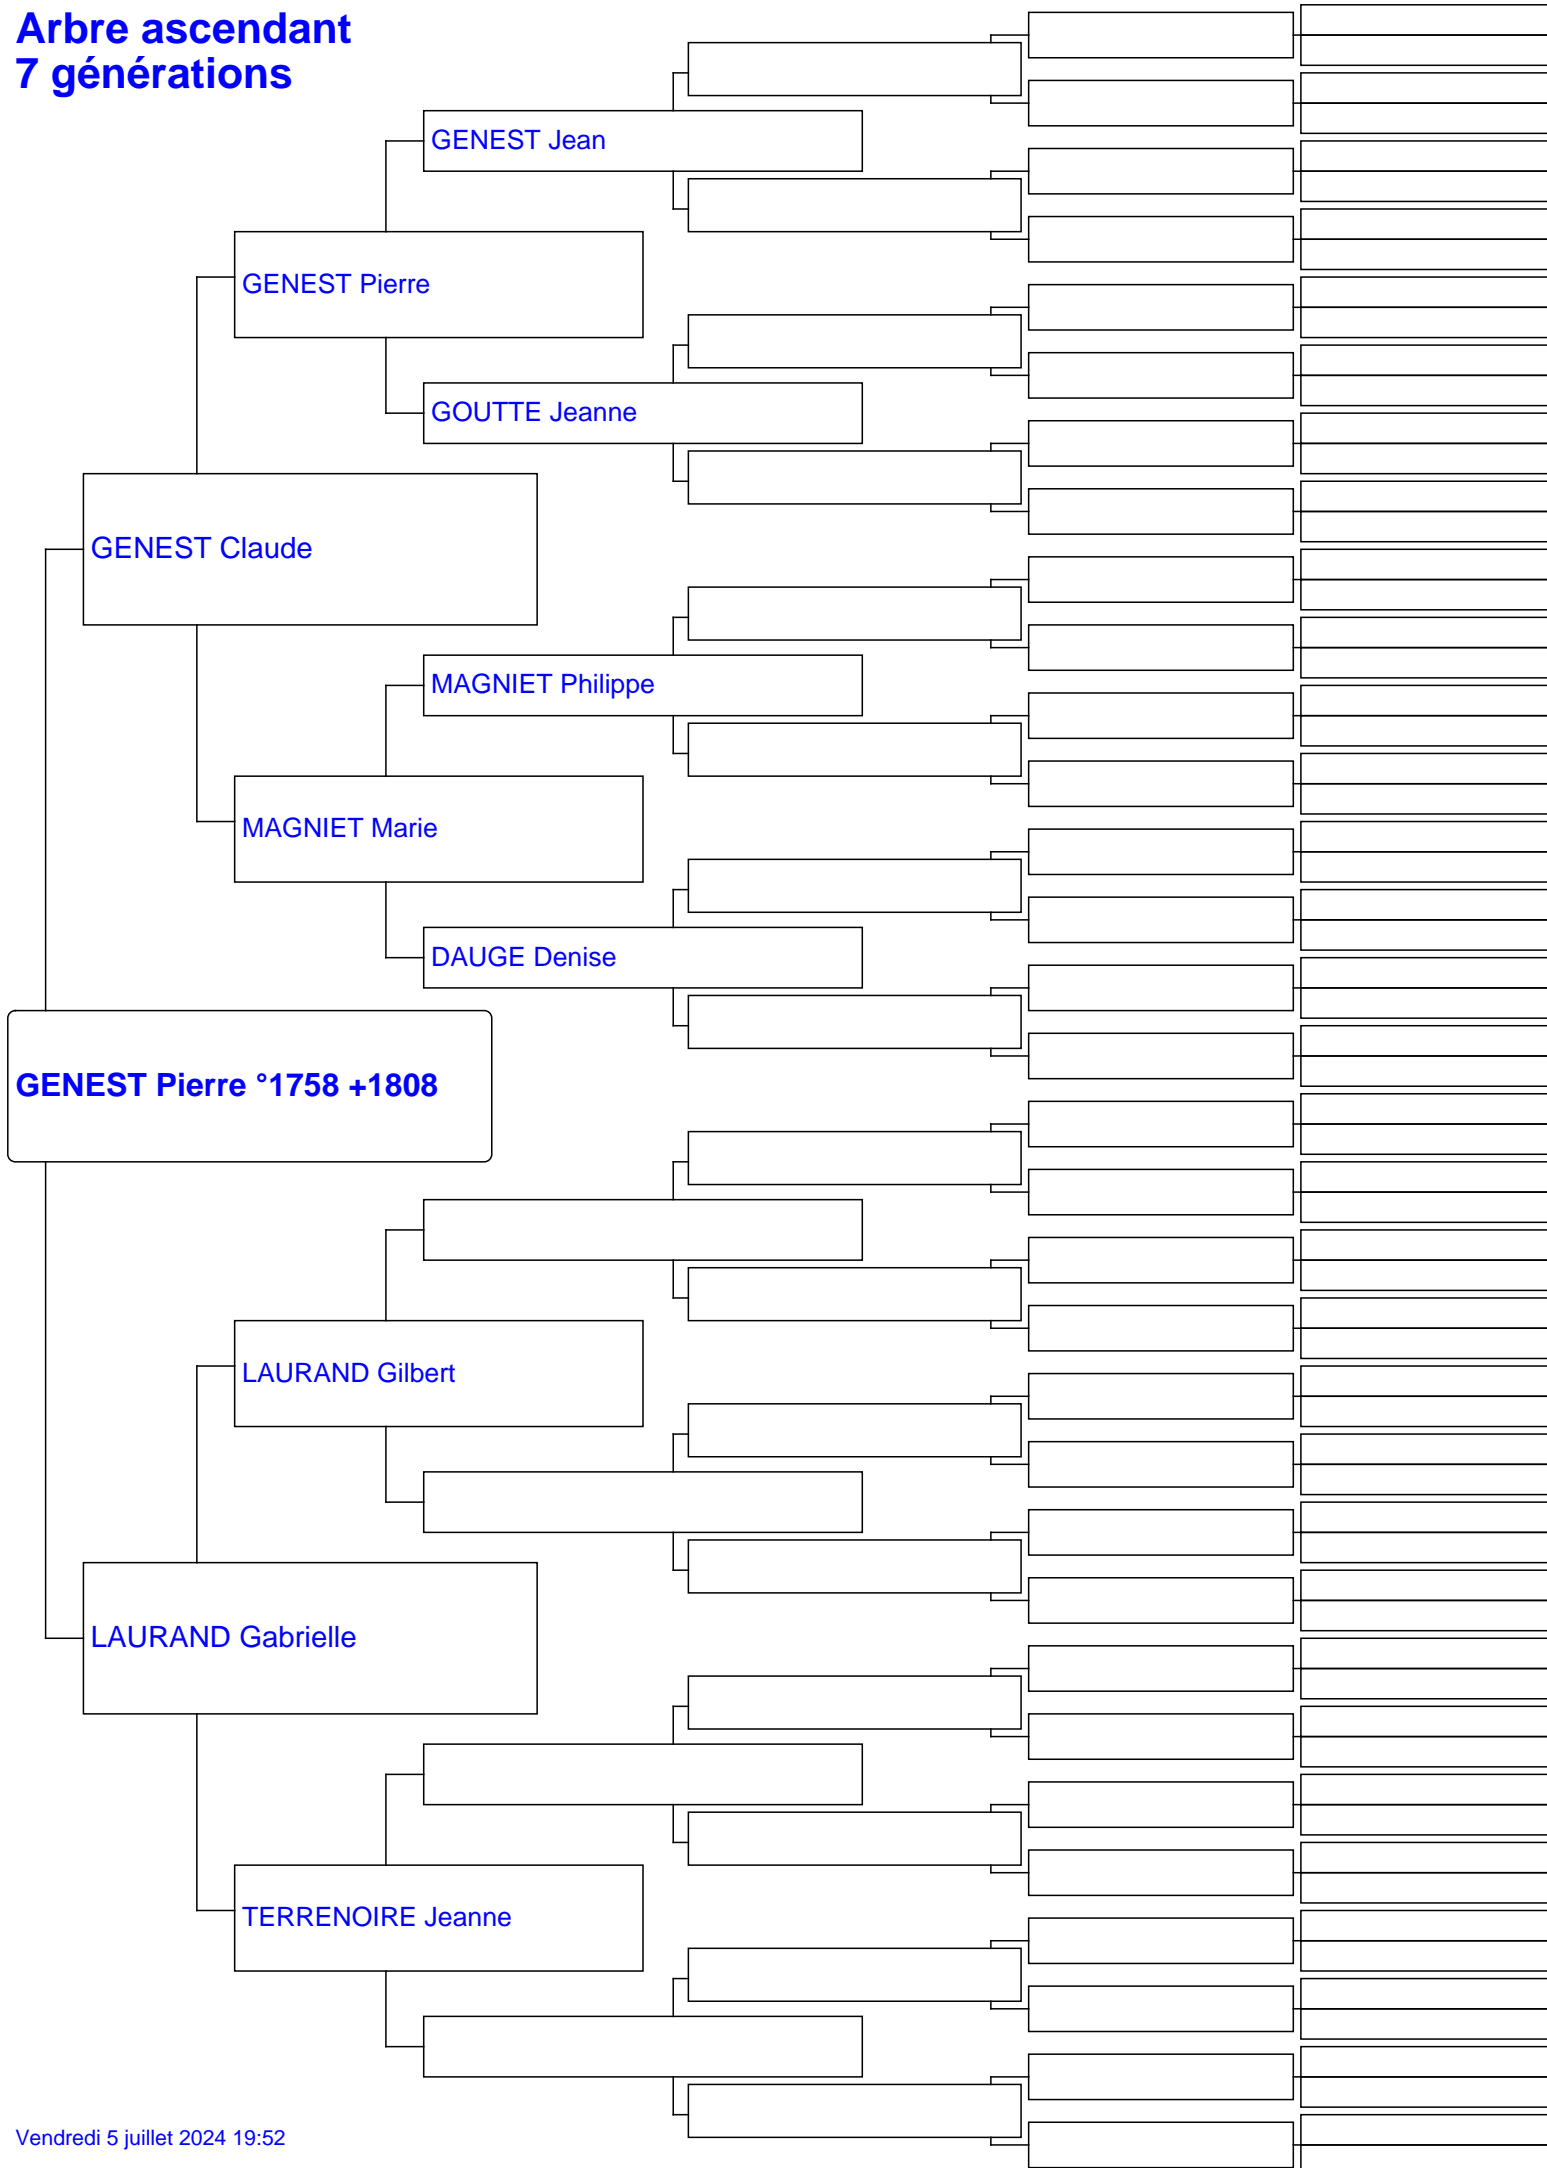 Arbre ascendant
7 générations
GENEST Jean
GENEST Pierre
GOUTTE Jeanne
GENEST Claude
MAGNIET Philippe
MAGNIET Marie
DAUGE Denise
GENEST Pierre °1758 +1808
LAURAND Gilbert
LAURAND Gabrielle
TERRENOIRE Jeanne
Vendredi 5 juillet 2024 19:52